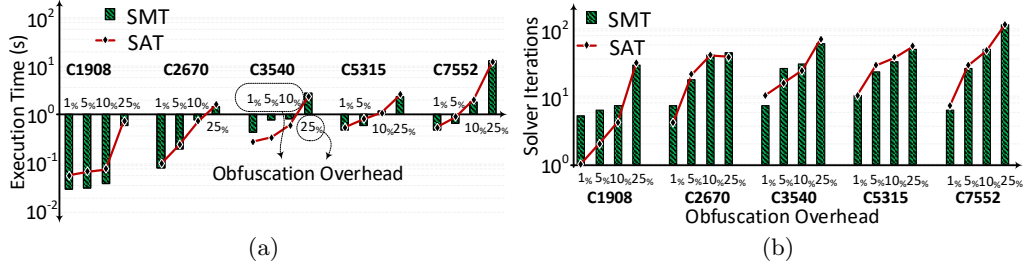 10^2
10^1
10^0
10^-1
10^-2
Execution Time (s)
SMT
SAT
C1908 C2670 C3540 C5315 C7552
1% 5% 10% 25%
1% 5% 10%
25%
1% 5% 10%
25%
1% 5%
10% 25%
1% 5%
10% 25%
Obfuscation Overhead
(a)
10^2
10^1
10^0
Solver Iterations
SMT
SAT
1% 5% 10% 25% 1% 5% 10% 25% 1% 5% 10% 25% 1% 5% 10% 25% 1% 5% 10% 25%
C1908 C2670 C3540 C5315 C7552
Obfuscation Overhead
(b)